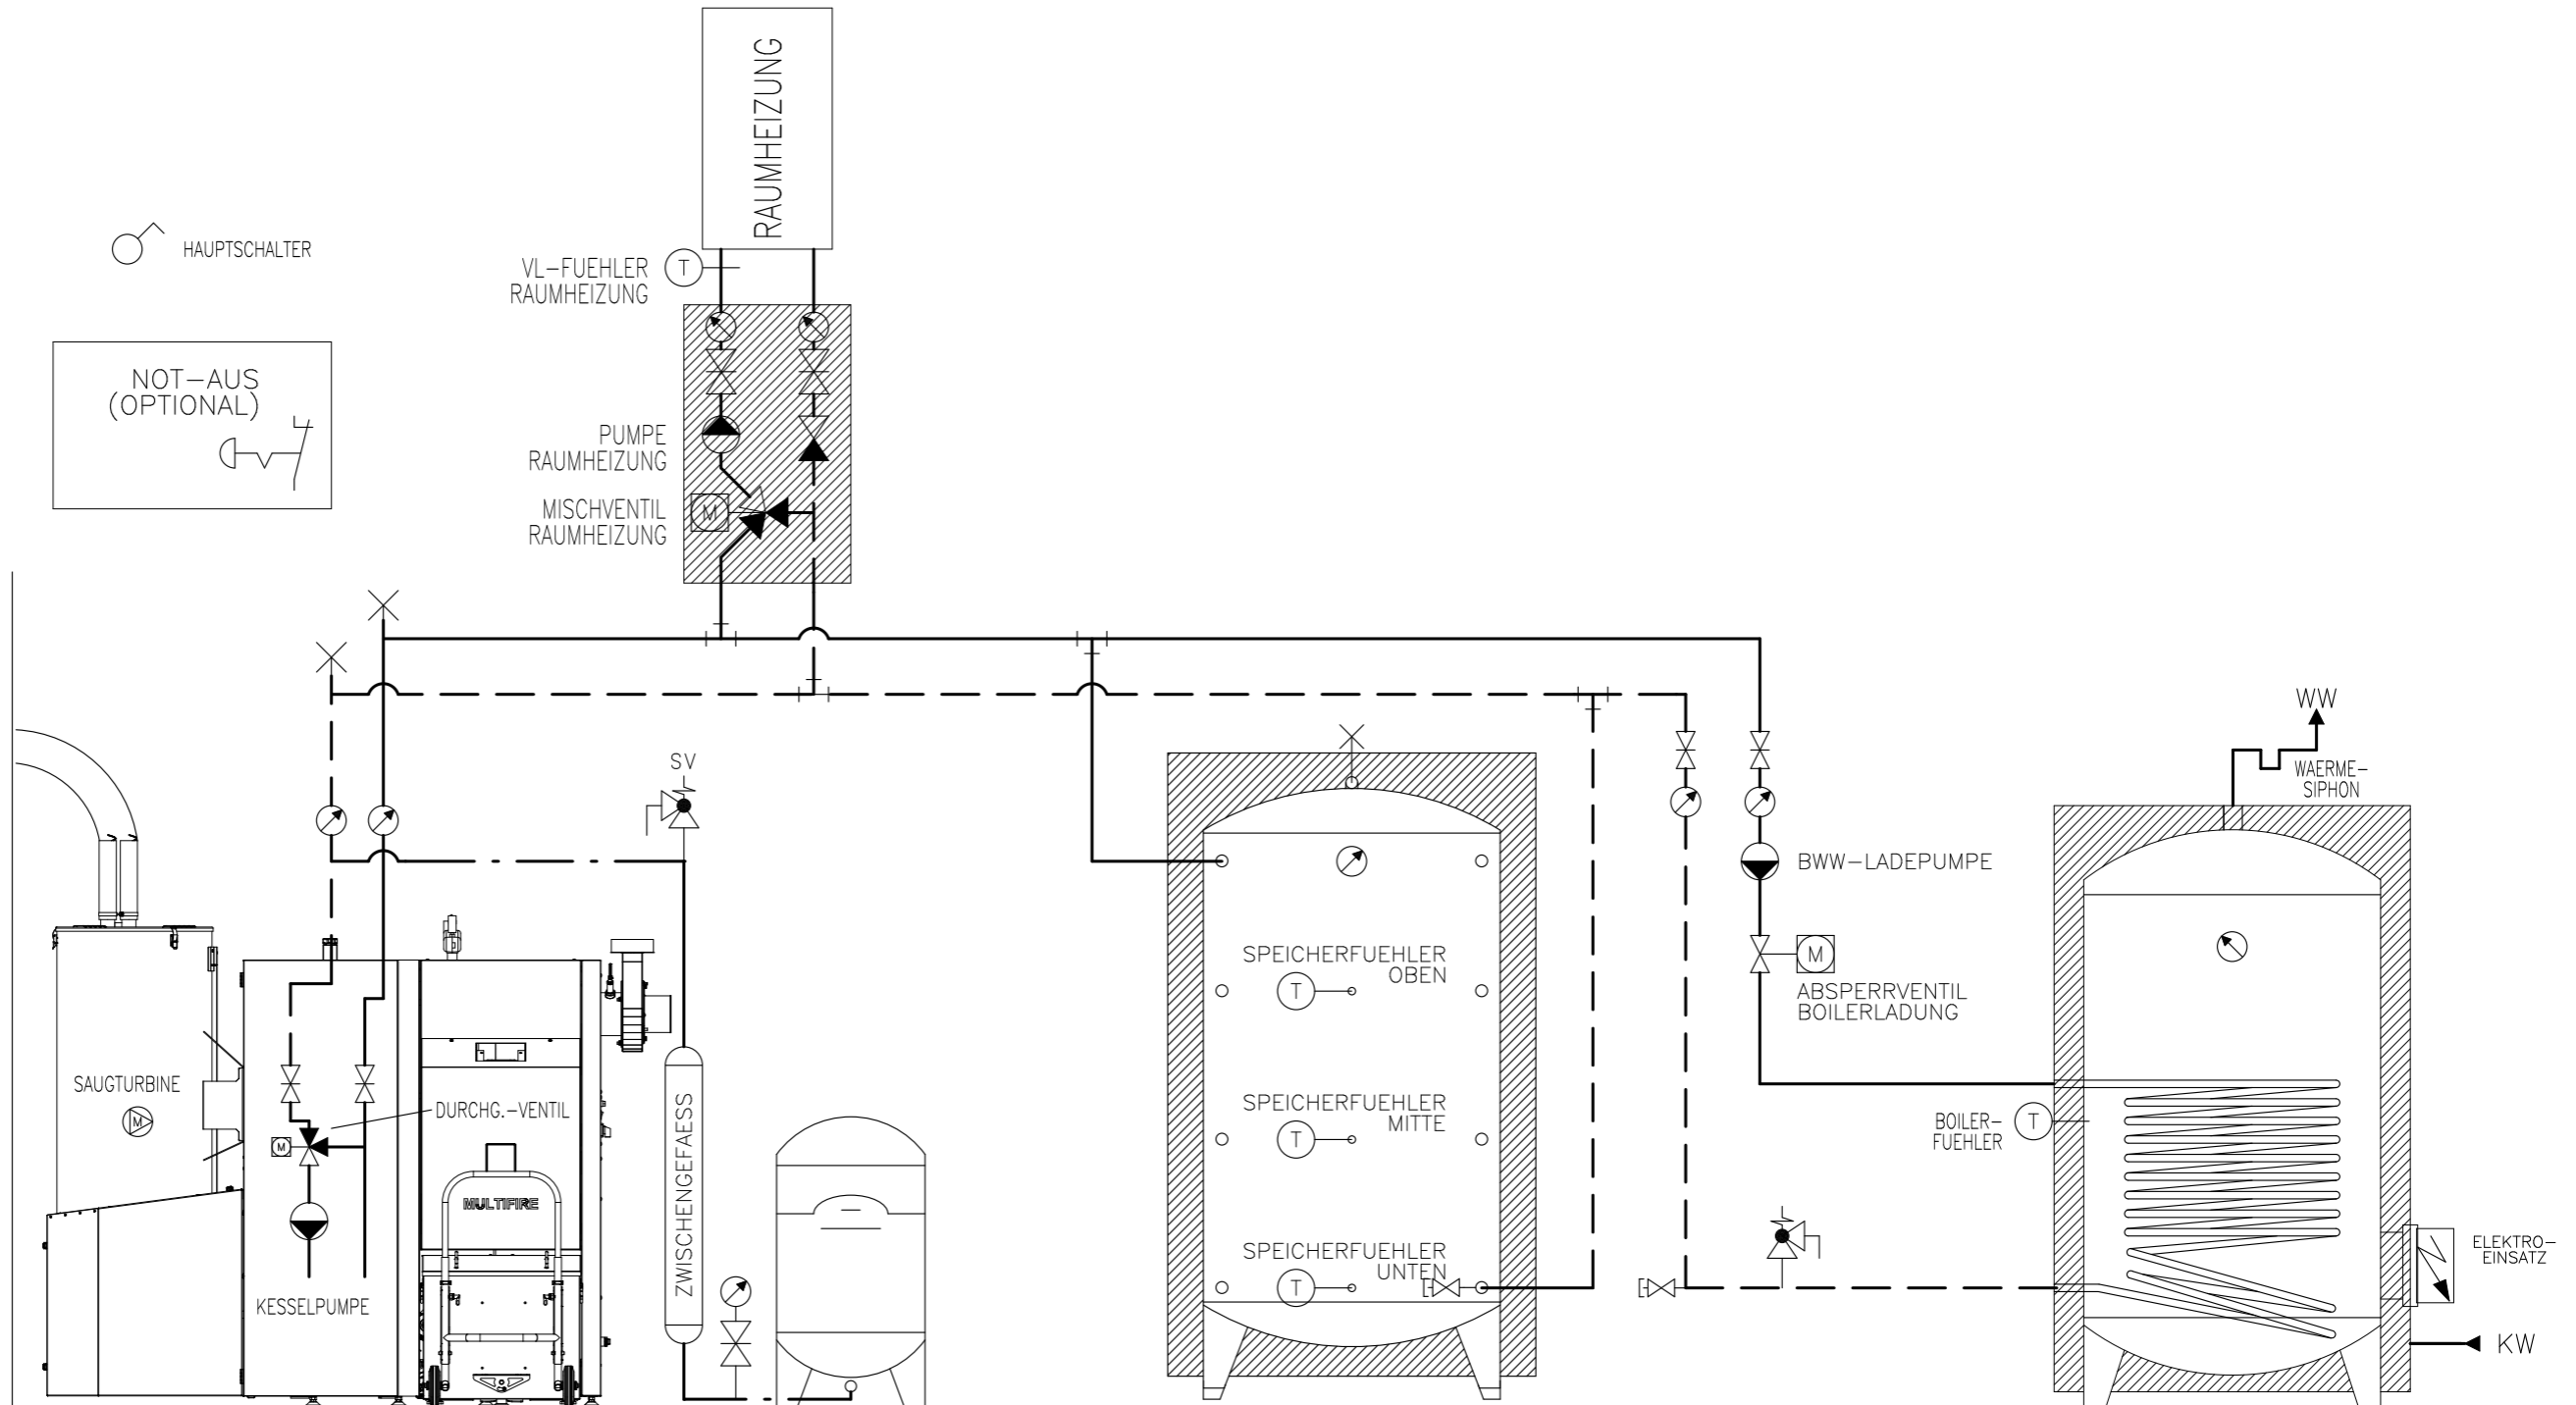 RAUMHEIZUNG
HAUPTSCHALTER
VL-FUEHLER
RAUMHEIZUNG
T
NOT-AUS
(OPTIONAL)
PUMPE
RAUMHEIZUNG
MISCHVENTIL
RAUMHEIZUNG
M
SV
WW
WAERME-
SIPHON
BWW-LADEPUMPE
M
ABSPERRVENTIL
BOILERLADUNG
SPEICHERFUEHLER
OBEN
T
SAUGTURBINE
M
DURCHG.-VENTIL
M
MULTIFIRE
KESSELPUMPE
ZWISCHENGEFAESS
SPEICHERFUEHLER
MITTE
T
SPEICHERFUEHLER
UNTEN
T
BOILER-
FUEHLER
T
ELEKTRO-
EINSATZ
KW